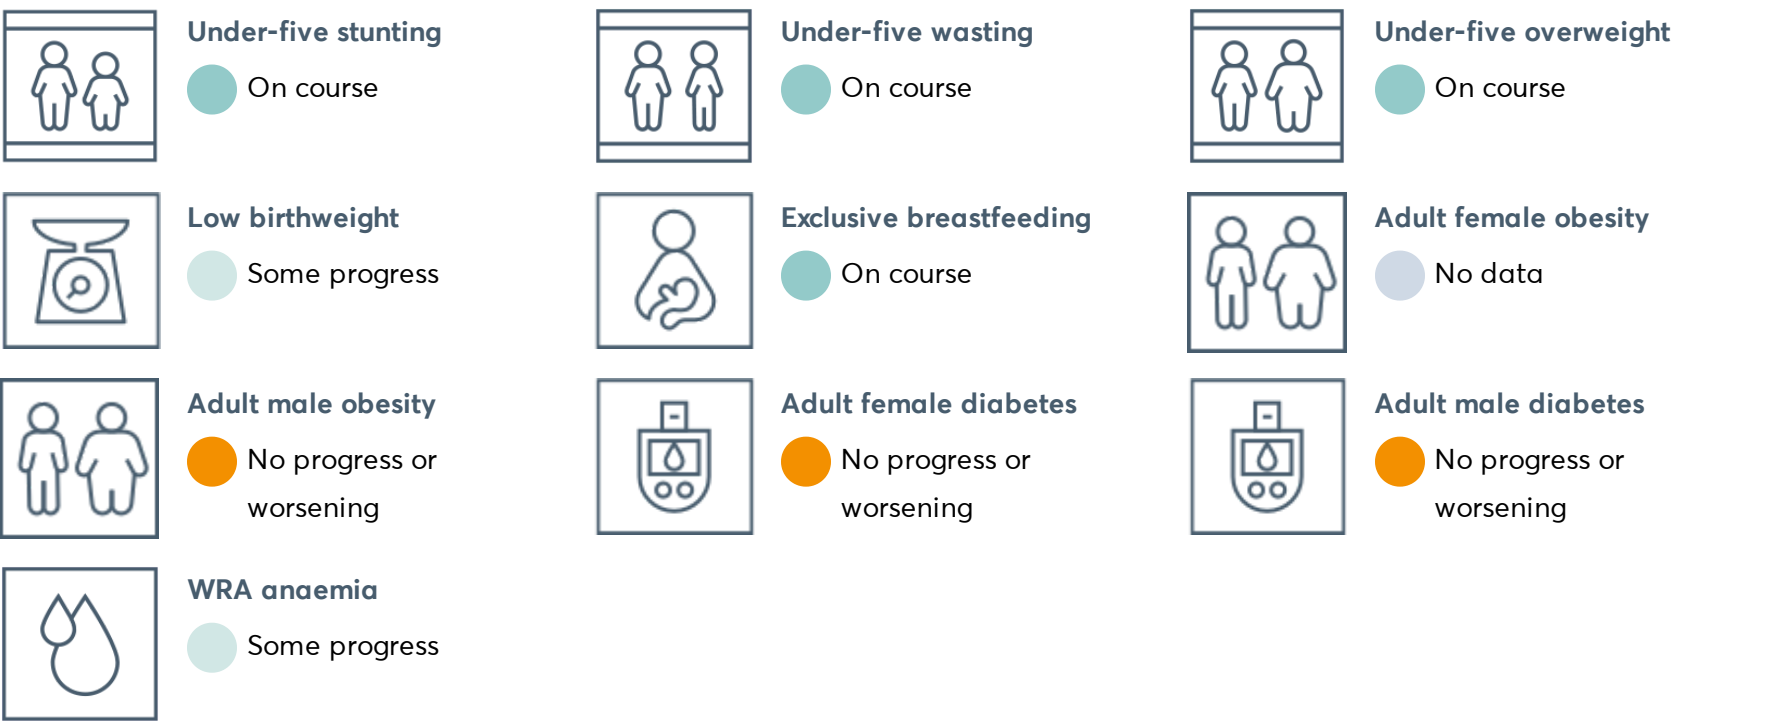 Under-five stunting
On course
Under-five wasting
On course
Under-five overweight
On course
Low birthweight
Some progress
Exclusive breastfeeding
On course
Adult female obesity
No data
Adult male obesity
No progress or
worsening
Adult female diabetes
No progress or
worsening
Adult male diabetes
No progress or
worsening
WRA anaemia
Some progress